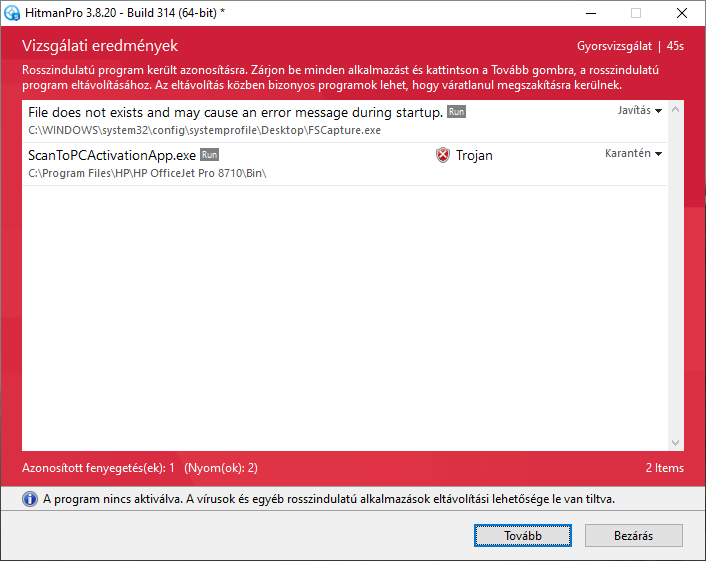 HitmanPro 3.8.20 - Build 314 (64-bit) *
Vizsgálati eredmények
Gyorsvizsgálat | 45s
Rosszindulatú program került azonosításra. Zárjon be minden alkalmazást és kattintson a Tovább gombra, a rosszindulatú
program eltávolításához. Az eltávolítás közben bizonyos programok lehet, hogy váratlanul megszakításra kerülnek.
File does not exists and may cause an error message during startup. Run
Javítás
C:\WINDOWS\system32\config\systemprofile\Desktop\FSCapture.exe
ScanToPCActivationApp.exe Run
Trojan
Karantén
C:\Program Files\HP\HP OfficeJet Pro 8710\Bin\
Azonosított fenyegetés(ek): 1 (Nyom(ok): 2)
2 Items
A program nincs aktiválva. A vírusok és egyéb rosszindulatú alkalmazások eltávolítási lehetősége le van tiltva.
Tovább
Bezárás